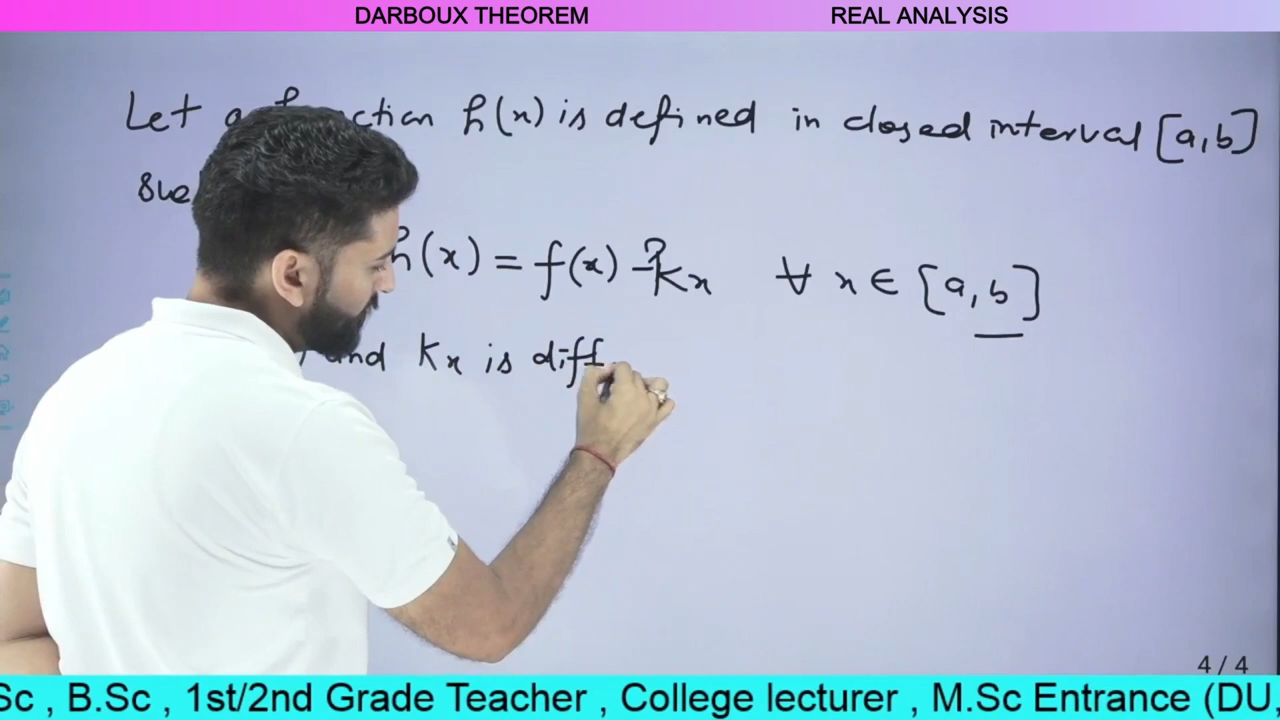 DARBOUX THEOREM REAL ANALYSIS
Let a function h(x) is defined in closed interval [a,b]
h(x) = f(x) - kx ∀ x ∈ [a,b]
and kx is diff
4 / 4
Sc , B.Sc , 1st/2nd Grade Teacher , College lecturer , M.Sc Entrance (DU,